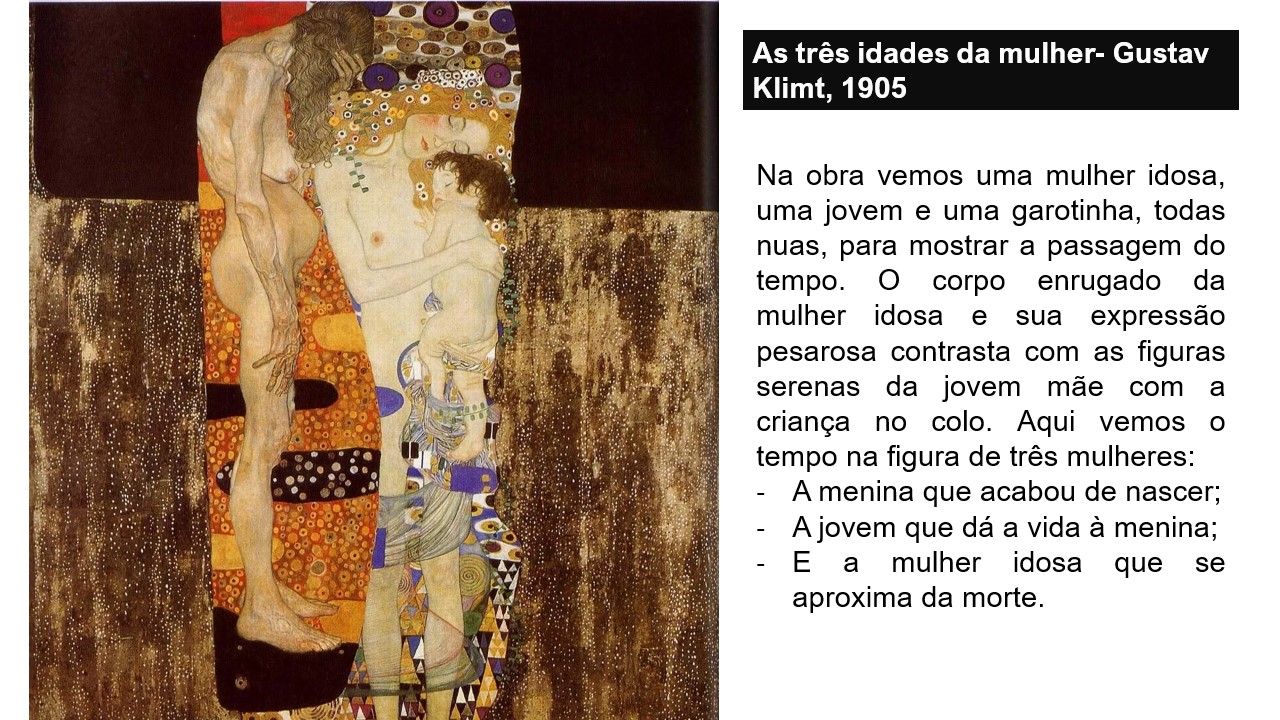 As três idades da mulher- Gustav
Klimt, 1905
Na obra vemos uma mulher idosa,
uma jovem e uma garotinha, todas
nuas, para mostrar a passagem do
tempo. O corpo enrugado da
mulher idosa e sua expressão
pesarosa contrasta com as figuras
serenas da jovem mãe com a
criança no colo. Aqui vemos o
tempo na figura de três mulheres:
- A menina que acabou de nascer;
- A jovem que dá a vida à menina;
- E a mulher idosa que se
aproxima da morte.